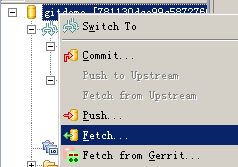 Switch To
Commit...
Push to Upstream
Fetch from Upstream
Push...
Fetch...
Fetch from Gerrit...